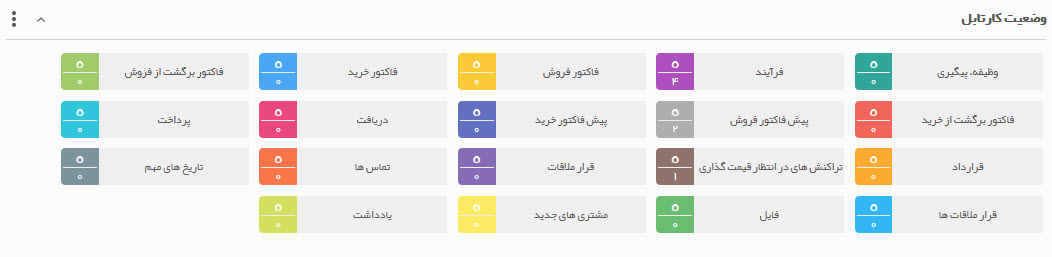 وضعیت کارتابل
وظیفه، پیگیری ۰ ۰ فرآیند ۰ ۴ فاکتور فروش ۰ ۰ فاکتور خرید ۰ ۰ فاکتور برگشت از فروش ۰ ۰
فاکتور برگشت از خرید ۰ ۰ پیش فاکتور فروش ۰ ۲ پیش فاکتور خرید ۰ ۰ دریافت ۰ ۰ پرداخت ۰ ۰
قرارداد ۰ ۰ تراکنش های در انتظار قیمت گذاری ۰ ۱ قرار ملاقات ۰ ۰ تماس ها ۰ ۰ تاریخ های مهم ۰ ۰
قرار ملاقات ها ۰ ۰ فایل ۰ ۰ مشتری های جدید ۰ ۰ یادداشت ۰ ۰